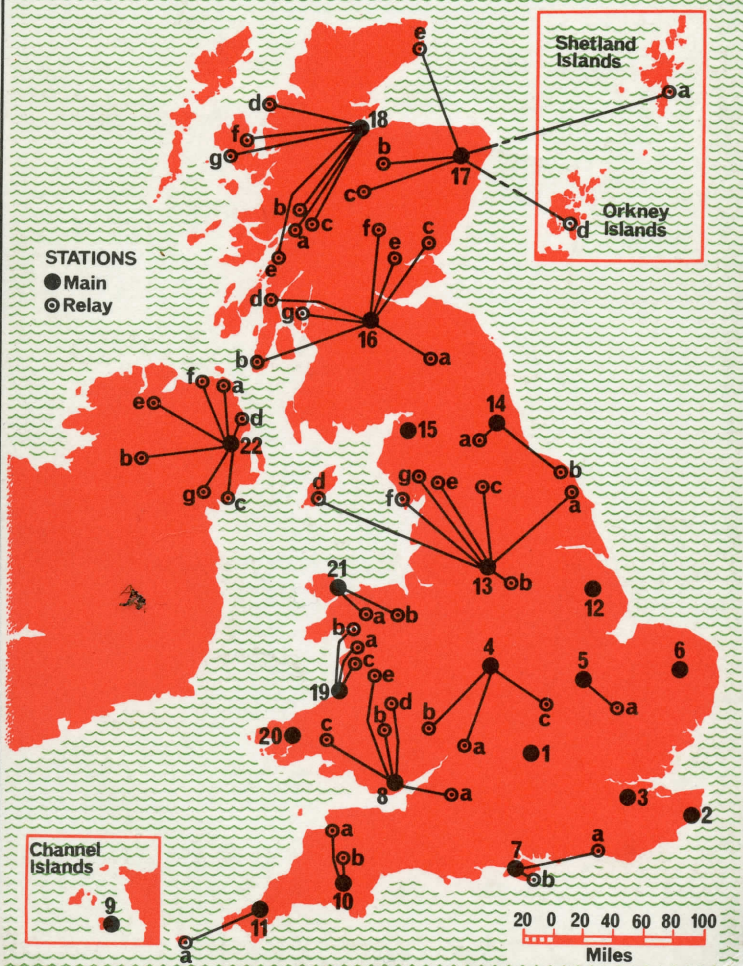 e
Shetland
Islands
a
d
18
f
b
g
17
c
b
c
a
f
c
Orkney
Islands
d
e
e
STATIONS
Main
Relay
d
g
16
b
a
f
a
e
d
14
15
a
22
b
b
g
e
c
d
f
a
g
c
21
13
b
12
a
b
b
a
4
6
c
5
e
19
d
b
c
a
20
c
b
a
1
8
a
3
2
a
a
7
Channel
Islands
b
b
9
10
11
20 0 20 40 60 80 100
Miles
a